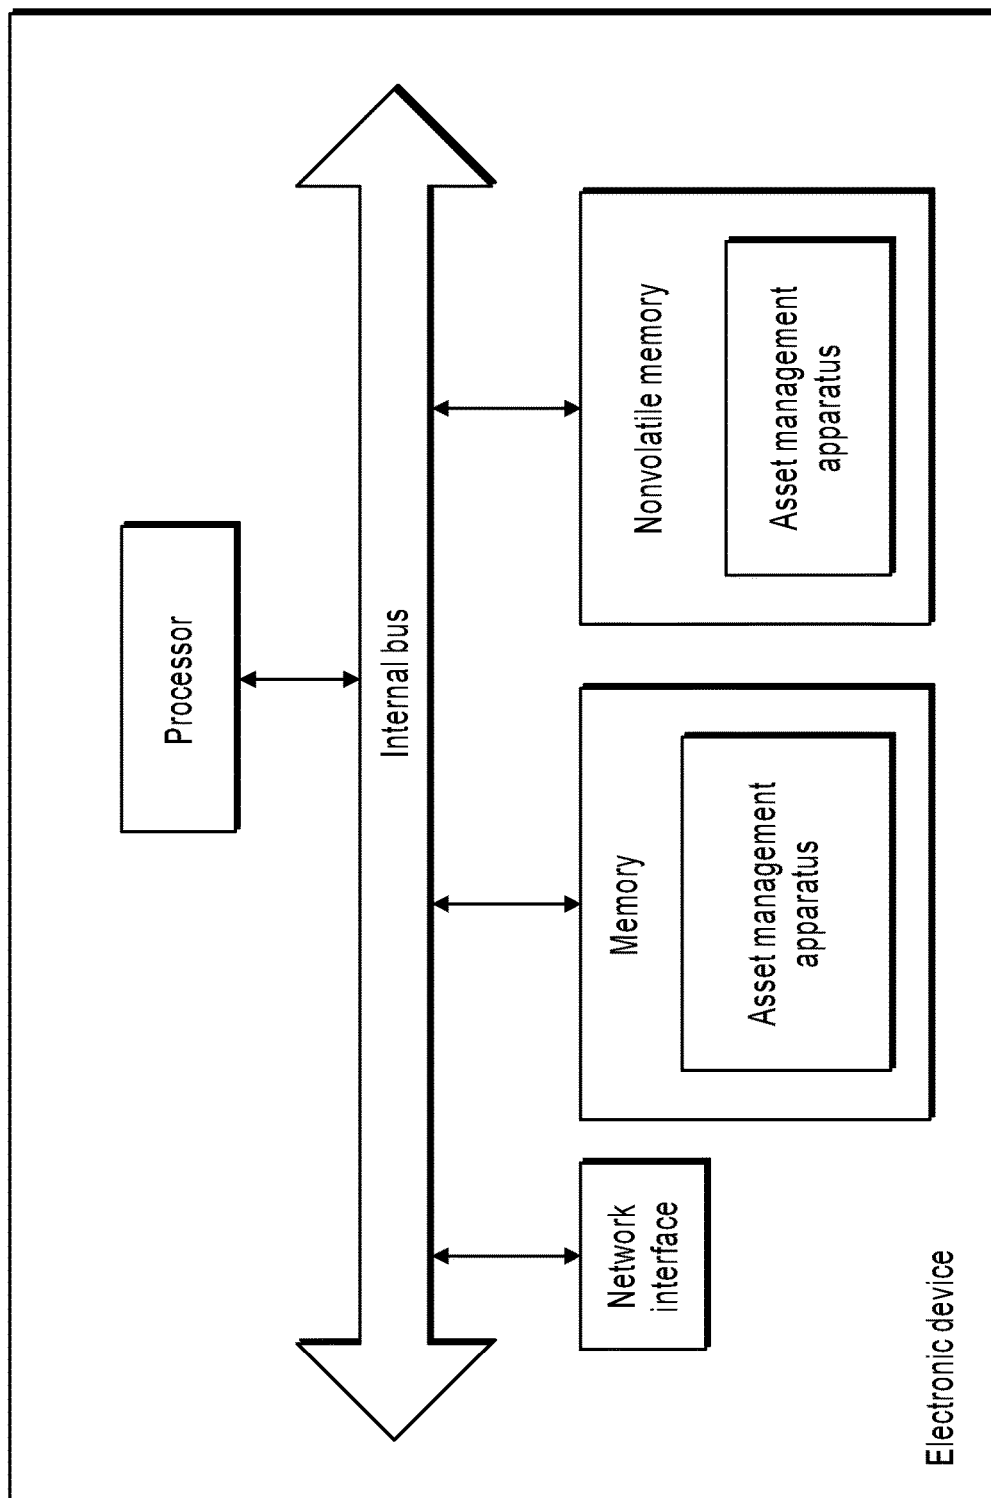 Processor
Internal bus
Network
interface
Memory
Asset management
apparatus
Nonvolatile memory
Asset management
apparatus
Electronic device